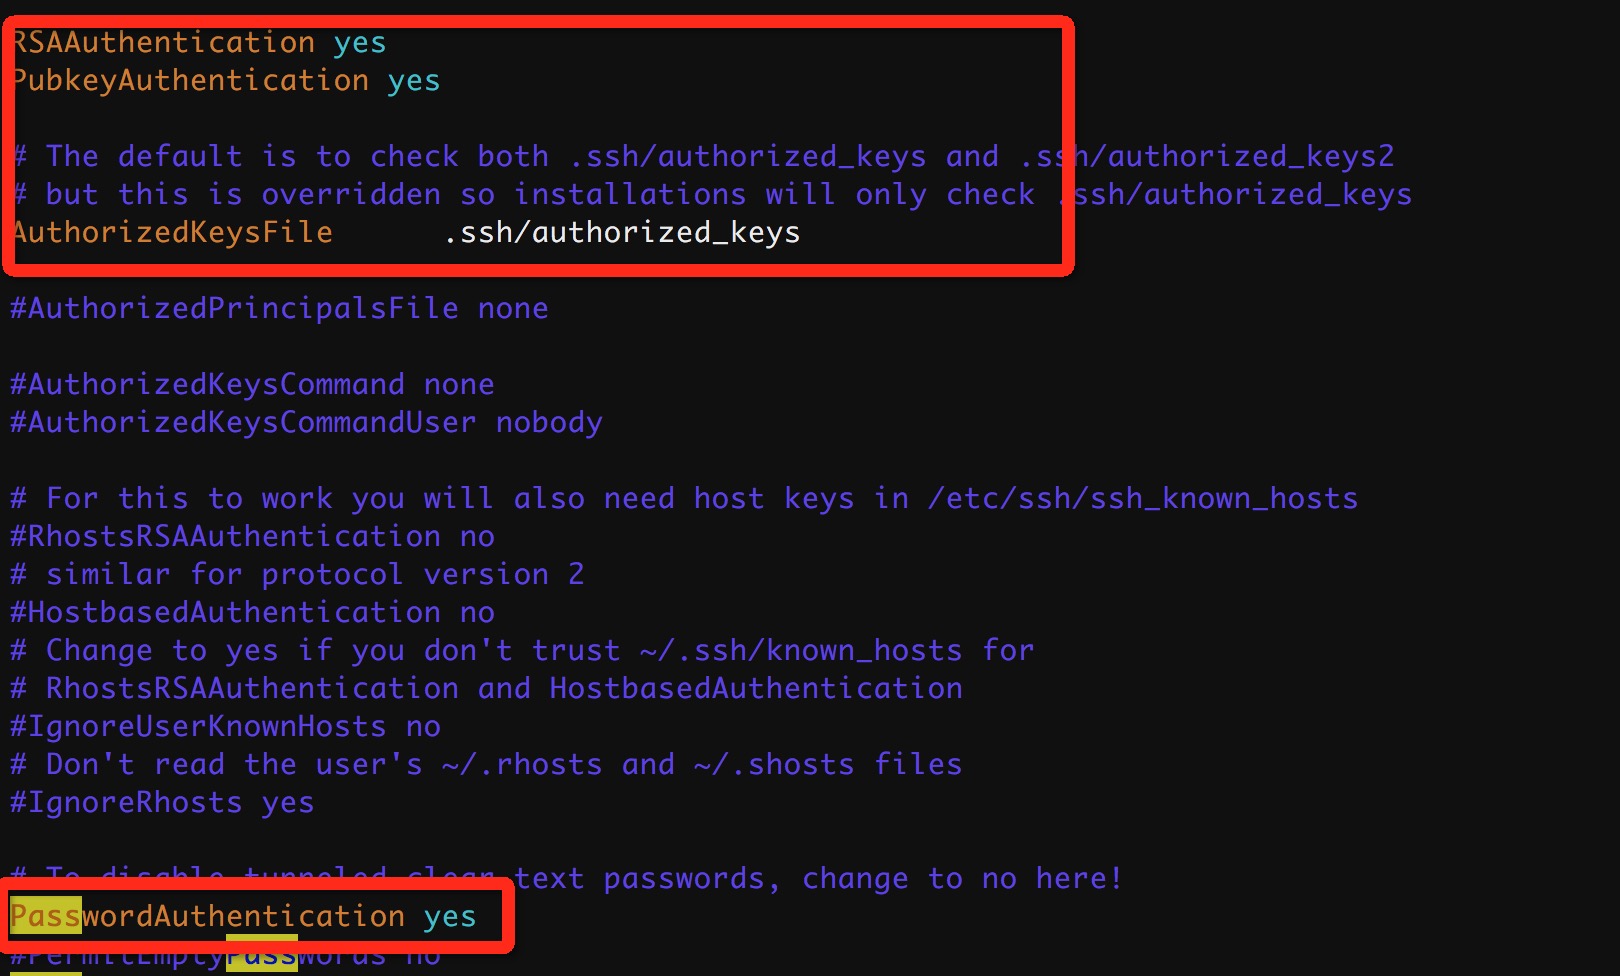 RSAAuthentication yes
PubkeyAuthentication yes
# The default is to check both .ssh/authorized_keys and .ssh/authorized_keys2
# but this is overridden so installations will only check .ssh/authorized_keys
AuthorizedKeysFile .ssh/authorized_keys
#AuthorizedPrincipalsFile none
#AuthorizedKeysCommand none
#AuthorizedKeysCommandUser nobody
# For this to work you will also need host keys in /etc/ssh/ssh_known_hosts
#RhostsRSAAuthentication no
# similar for protocol version 2
#HostbasedAuthentication no
# Change to yes if you don't trust ~/.ssh/known_hosts for
# RhostsRSAAuthentication and HostbasedAuthentication
#IgnoreUserKnownHosts no
# Don't read the user's ~/.rhosts and ~/.shosts files
#IgnoreRhosts yes
# To disable tunneled clear text passwords, change to no here!
PasswordAuthentication yes
#PermitEmptyPasswords no